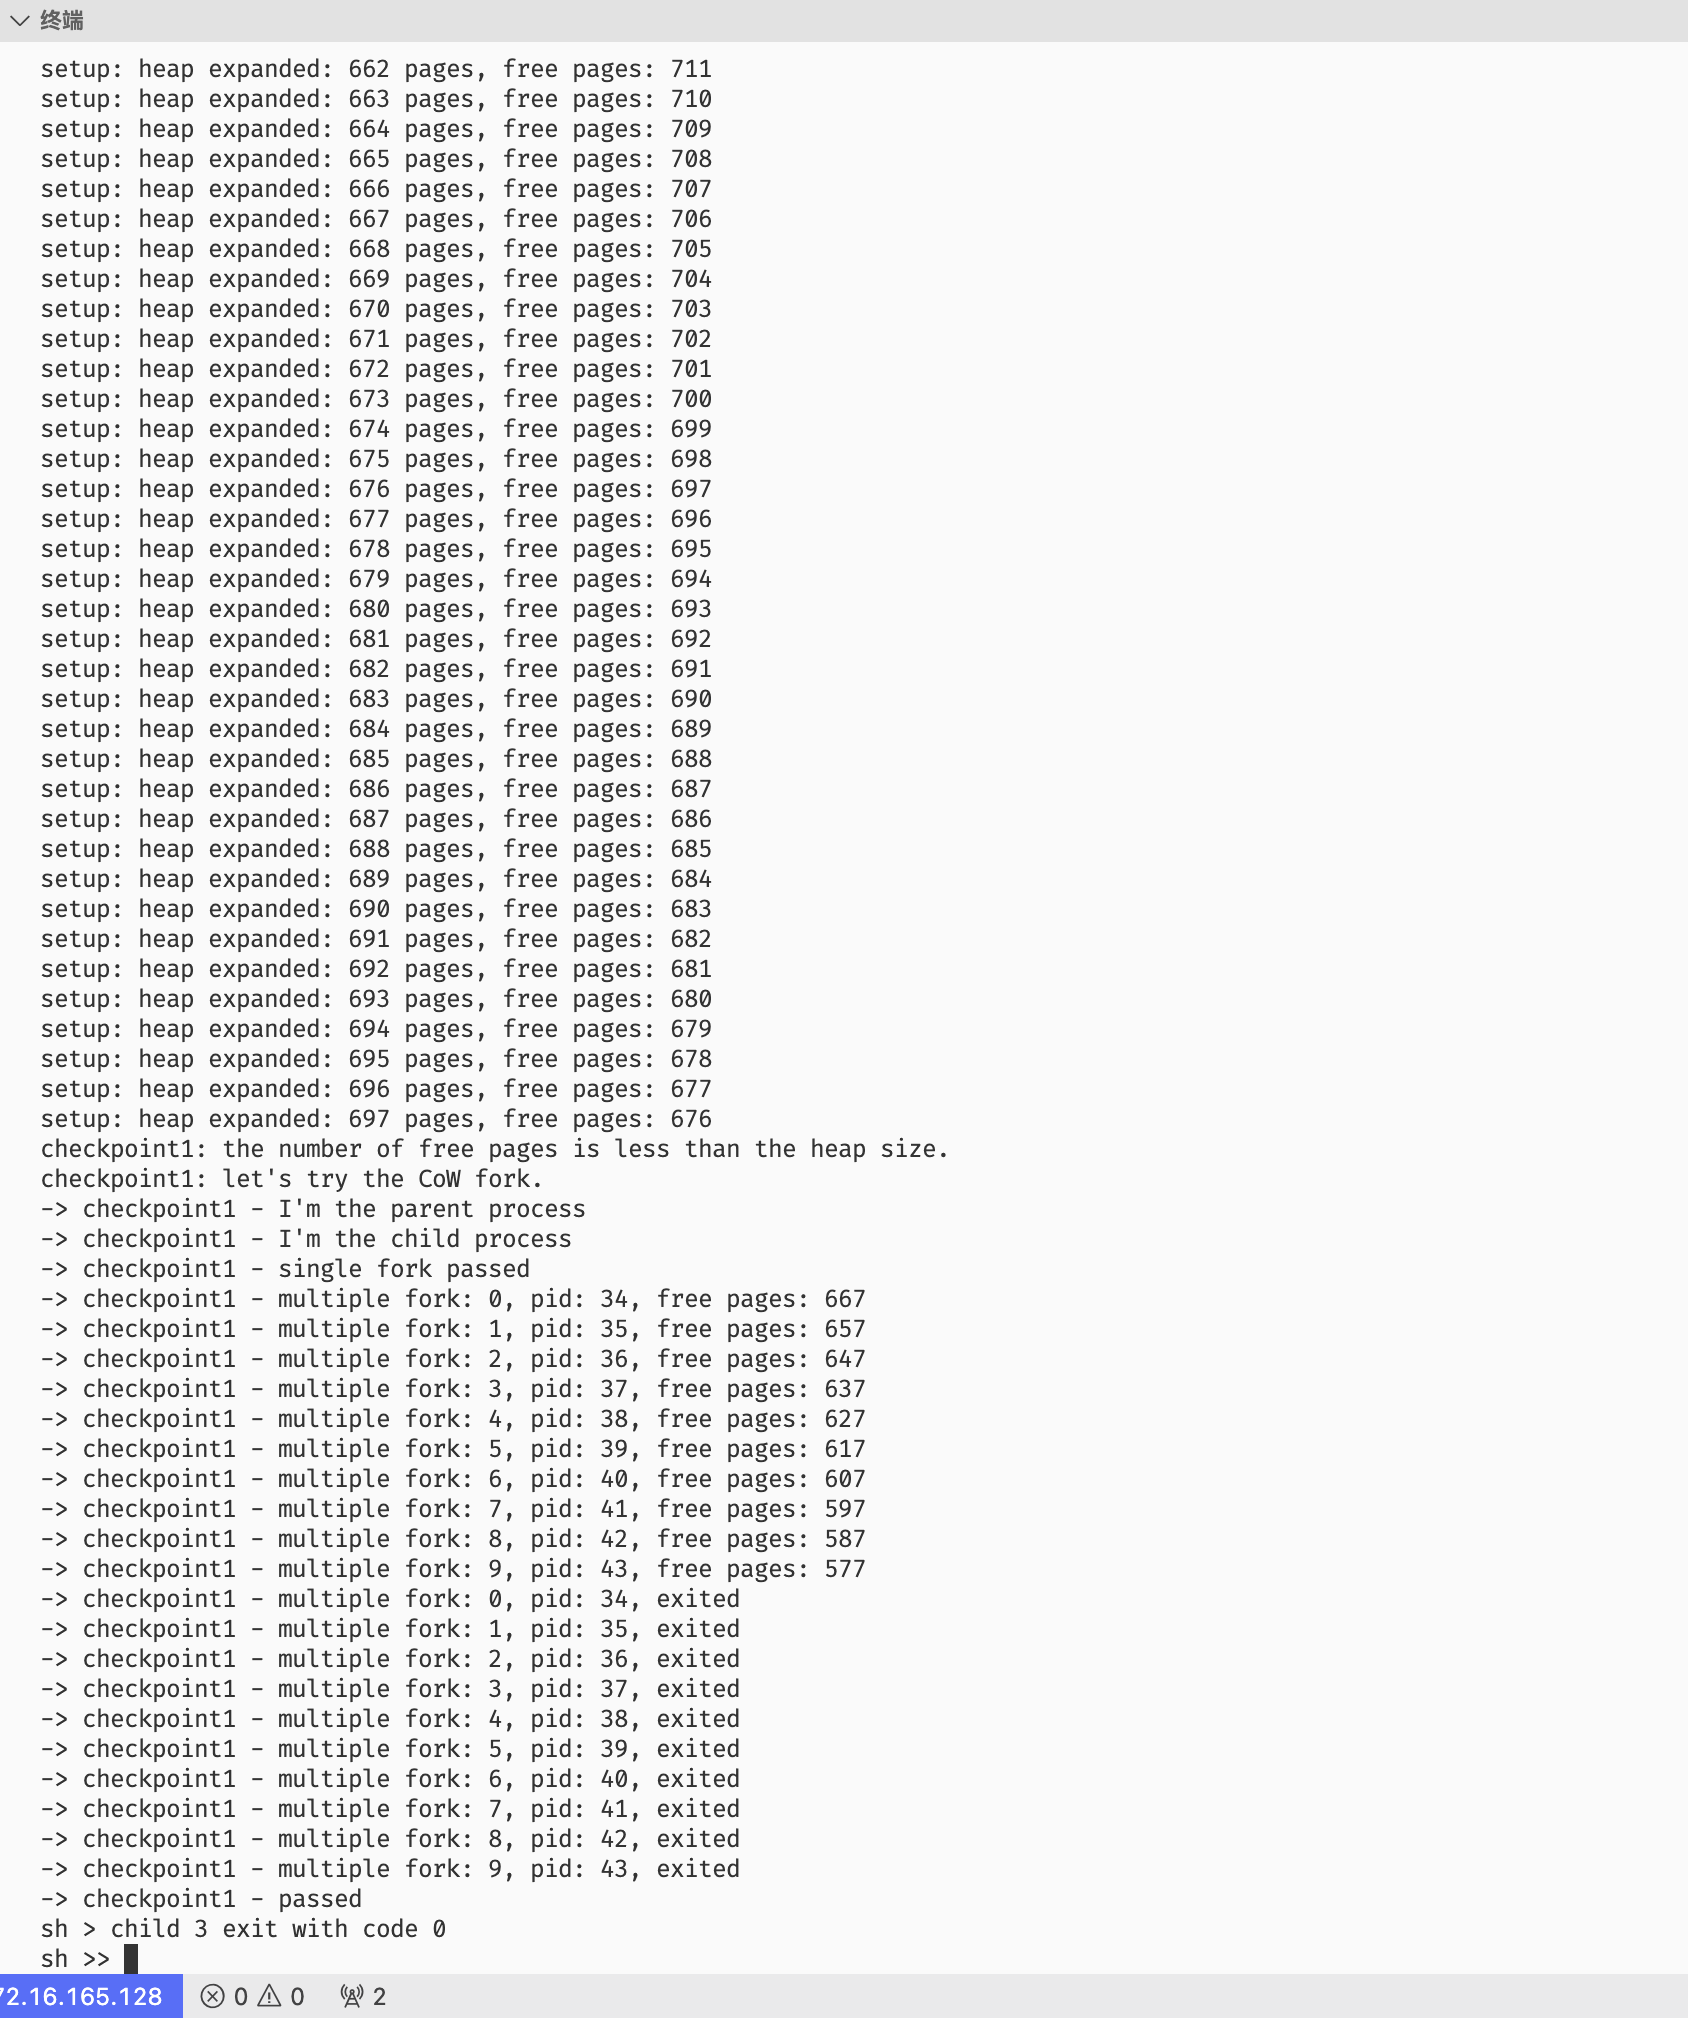 终端
setup: heap expanded: 662 pages, free pages: 711
setup: heap expanded: 663 pages, free pages: 710
setup: heap expanded: 664 pages, free pages: 709
setup: heap expanded: 665 pages, free pages: 708
setup: heap expanded: 666 pages, free pages: 707
setup: heap expanded: 667 pages, free pages: 706
setup: heap expanded: 668 pages, free pages: 705
setup: heap expanded: 669 pages, free pages: 704
setup: heap expanded: 670 pages, free pages: 703
setup: heap expanded: 671 pages, free pages: 702
setup: heap expanded: 672 pages, free pages: 701
setup: heap expanded: 673 pages, free pages: 700
setup: heap expanded: 674 pages, free pages: 699
setup: heap expanded: 675 pages, free pages: 698
setup: heap expanded: 676 pages, free pages: 697
setup: heap expanded: 677 pages, free pages: 696
setup: heap expanded: 678 pages, free pages: 695
setup: heap expanded: 679 pages, free pages: 694
setup: heap expanded: 680 pages, free pages: 693
setup: heap expanded: 681 pages, free pages: 692
setup: heap expanded: 682 pages, free pages: 691
setup: heap expanded: 683 pages, free pages: 690
setup: heap expanded: 684 pages, free pages: 689
setup: heap expanded: 685 pages, free pages: 688
setup: heap expanded: 686 pages, free pages: 687
setup: heap expanded: 687 pages, free pages: 686
setup: heap expanded: 688 pages, free pages: 685
setup: heap expanded: 689 pages, free pages: 684
setup: heap expanded: 690 pages, free pages: 683
setup: heap expanded: 691 pages, free pages: 682
setup: heap expanded: 692 pages, free pages: 681
setup: heap expanded: 693 pages, free pages: 680
setup: heap expanded: 694 pages, free pages: 679
setup: heap expanded: 695 pages, free pages: 678
setup: heap expanded: 696 pages, free pages: 677
setup: heap expanded: 697 pages, free pages: 676
checkpoint1: the number of free pages is less than the heap size.
checkpoint1: let's try the CoW fork.
-> checkpoint1 - I'm the parent process
-> checkpoint1 - I'm the child process
-> checkpoint1 - single fork passed
-> checkpoint1 - multiple fork: 0, pid: 34, free pages: 667
-> checkpoint1 - multiple fork: 1, pid: 35, free pages: 657
-> checkpoint1 - multiple fork: 2, pid: 36, free pages: 647
-> checkpoint1 - multiple fork: 3, pid: 37, free pages: 637
-> checkpoint1 - multiple fork: 4, pid: 38, free pages: 627
-> checkpoint1 - multiple fork: 5, pid: 39, free pages: 617
-> checkpoint1 - multiple fork: 6, pid: 40, free pages: 607
-> checkpoint1 - multiple fork: 7, pid: 41, free pages: 597
-> checkpoint1 - multiple fork: 8, pid: 42, free pages: 587
-> checkpoint1 - multiple fork: 9, pid: 43, free pages: 577
-> checkpoint1 - multiple fork: 0, pid: 34, exited
-> checkpoint1 - multiple fork: 1, pid: 35, exited
-> checkpoint1 - multiple fork: 2, pid: 36, exited
-> checkpoint1 - multiple fork: 3, pid: 37, exited
-> checkpoint1 - multiple fork: 4, pid: 38, exited
-> checkpoint1 - multiple fork: 5, pid: 39, exited
-> checkpoint1 - multiple fork: 6, pid: 40, exited
-> checkpoint1 - multiple fork: 7, pid: 41, exited
-> checkpoint1 - multiple fork: 8, pid: 42, exited
-> checkpoint1 - multiple fork: 9, pid: 43, exited
-> checkpoint1 - passed
sh > child 3 exit with code 0
sh >>
72.16.165.128 0 0 2